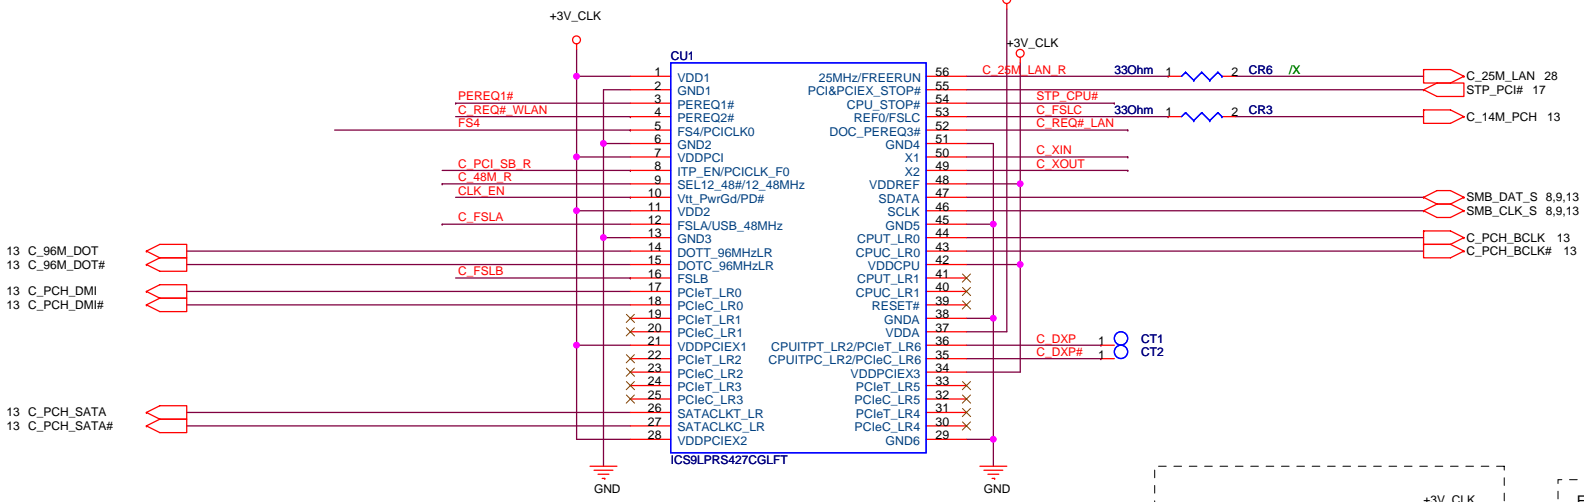 +3V_CLK
+3V_CLK
CU1
1 VDD1
2 GND1
PEREQ1# 3 PEREQ1#
C_REQ#_WLAN 4 PEREQ2#
FS4 5 FS4/PCICLK0
6 GND2
7 VDDPCI
C_PCI_SB_R 8 ITP_EN/PCICLK_F0
C_48M_R 9 SEL12_48#/12_48MHz
CLK_EN 10 Vtt_PwrGd/PD#
11 VDD2
C_FSLA 12 FSLA/USB_48MHz
13 GND3
13 C_96M_DOT 14 DOTT_96MHzLR
13 C_96M_DOT# 15 DOTC_96MHzLR
C_FSLB 16 FSLB
13 C_PCH_DMI 17 PCIeT_LR0
13 C_PCH_DMI# 18 PCIeC_LR0
19 PCIeT_LR1
20 PCIeC_LR1
21 VDDPCIEX1
22 PCIeT_LR2
23 PCIeC_LR2
24 PCIeT_LR3
25 PCIeC_LR3
13 C_PCH_SATA 26 SATACLKT_LR
13 C_PCH_SATA# 27 SATACLKC_LR
28 VDDPCIEX2
25MHz/FREERUN 56 C_25M_LAN_R 33Ohm 1 2 CR6 /X C_25M_LAN 28
PCI&PCIEX_STOP# 55 STP_PCI# 17
CPU_STOP# 54 STP_CPU#
REF0/FSLC 53 C_FSLC 33Ohm 1 2 CR3 C_14M_PCH 13
DOC_PEREQ3# 52 C_REQ#_LAN
GND4 51
X1 50 C_XIN
X2 49 C_XOUT
VDDREF 48
SDATA 47 SMB_DAT_S 8,9,13
SCLK 46 SMB_CLK_S 8,9,13
GND5 45
CPUT_LR0 44 C_PCH_BCLK 13
CPUC_LR0 43 C_PCH_BCLK# 13
VDDCPU 42
CPUT_LR1 41
CPUC_LR1 40
RESET# 39
GNDA 38
VDDA 37
CPUITPT_LR2/PCIeT_LR6 36 C_DXP 1 CT1
CPUITPC_LR2/PCIeC_LR6 35 C_DXP# 1 CT2
VDDPCIEX3 34
PCIeT_LR5 33
PCIeC_LR5 32
PCIeT_LR4 31
PCIeC_LR4 30
GND6 29
ICS9LPRS427CGLFT
GND
GND
+3V_CLK